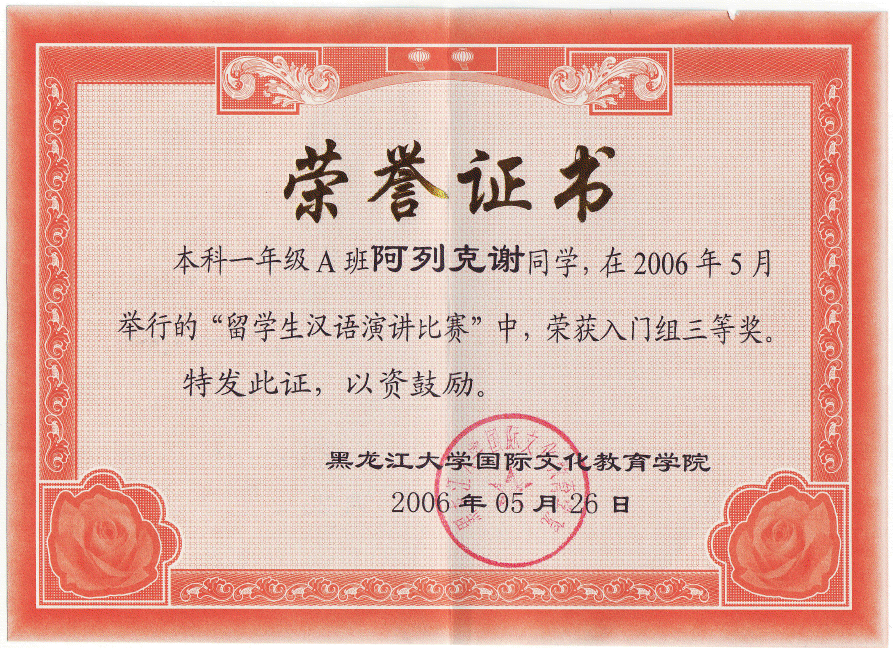 荣誉证书
本科一年级A班阿列克谢同学，在2006年5月
举行的“留学生汉语演讲比赛”中，荣获入门组三等奖。
特发此证，以资鼓励。
黑龙江大学国际文化教育学院
2006年05月26日